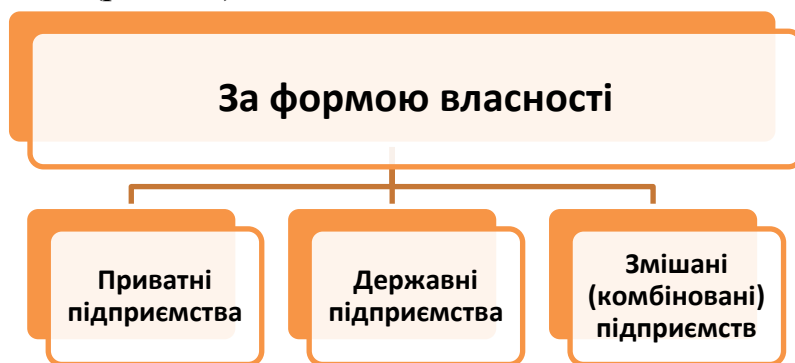 За формою власності
Приватні
підприємства
Державні
підприємства
Змішані
(комбіновані)
підприємств